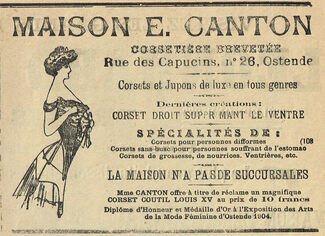 MAISON E. CANTON
CORSETIÈRE BREVETÉE
Rue des Capucins, n° 26, Ostende
Corsets et Jupons de luxe en tous genres
Dernières créations :
CORSET DROIT SUPPRIMANT LE VENTRE
SPÉCIALITÉS DE :
Corsets pour personnes difformes (108
Corsets sans busc pour personnes souffrant de l'estomac
Corsets de grossesse, de nourrices. Ventrières, etc.
LA MAISON N'A PAS DE SUCCURSALES
Mme CANTON offre à titre de réclame un magnifique
CORSET COUTIL LOUIS XV au prix de 10 francs
Diplôme d'Honneur et Médaille d'Or à l'Exposition des Arts
de la Mode Féminine d'Ostende 1904.